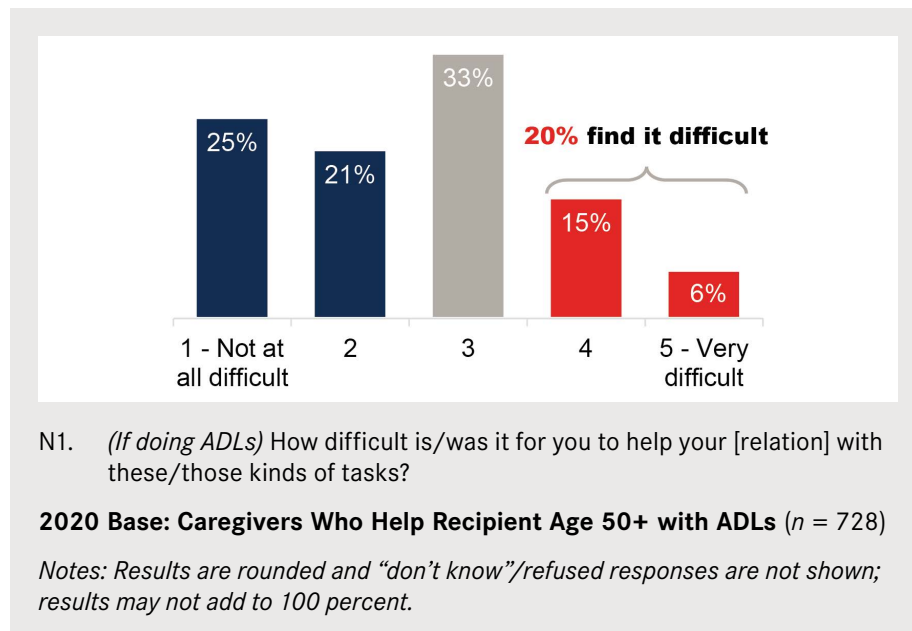 33%
25%
20% find it difficult
21%
15%
6%
1 - Not at
all difficult
2
3
4
5 - Very
difficult
N1. (If doing ADLs) How difficult is/was it for you to help your [relation] with
these/those kinds of tasks?
2020 Base: Caregivers Who Help Recipient Age 50+ with ADLs (n = 728)
Notes: Results are rounded and “don’t know”/refused responses are not shown;
results may not add to 100 percent.